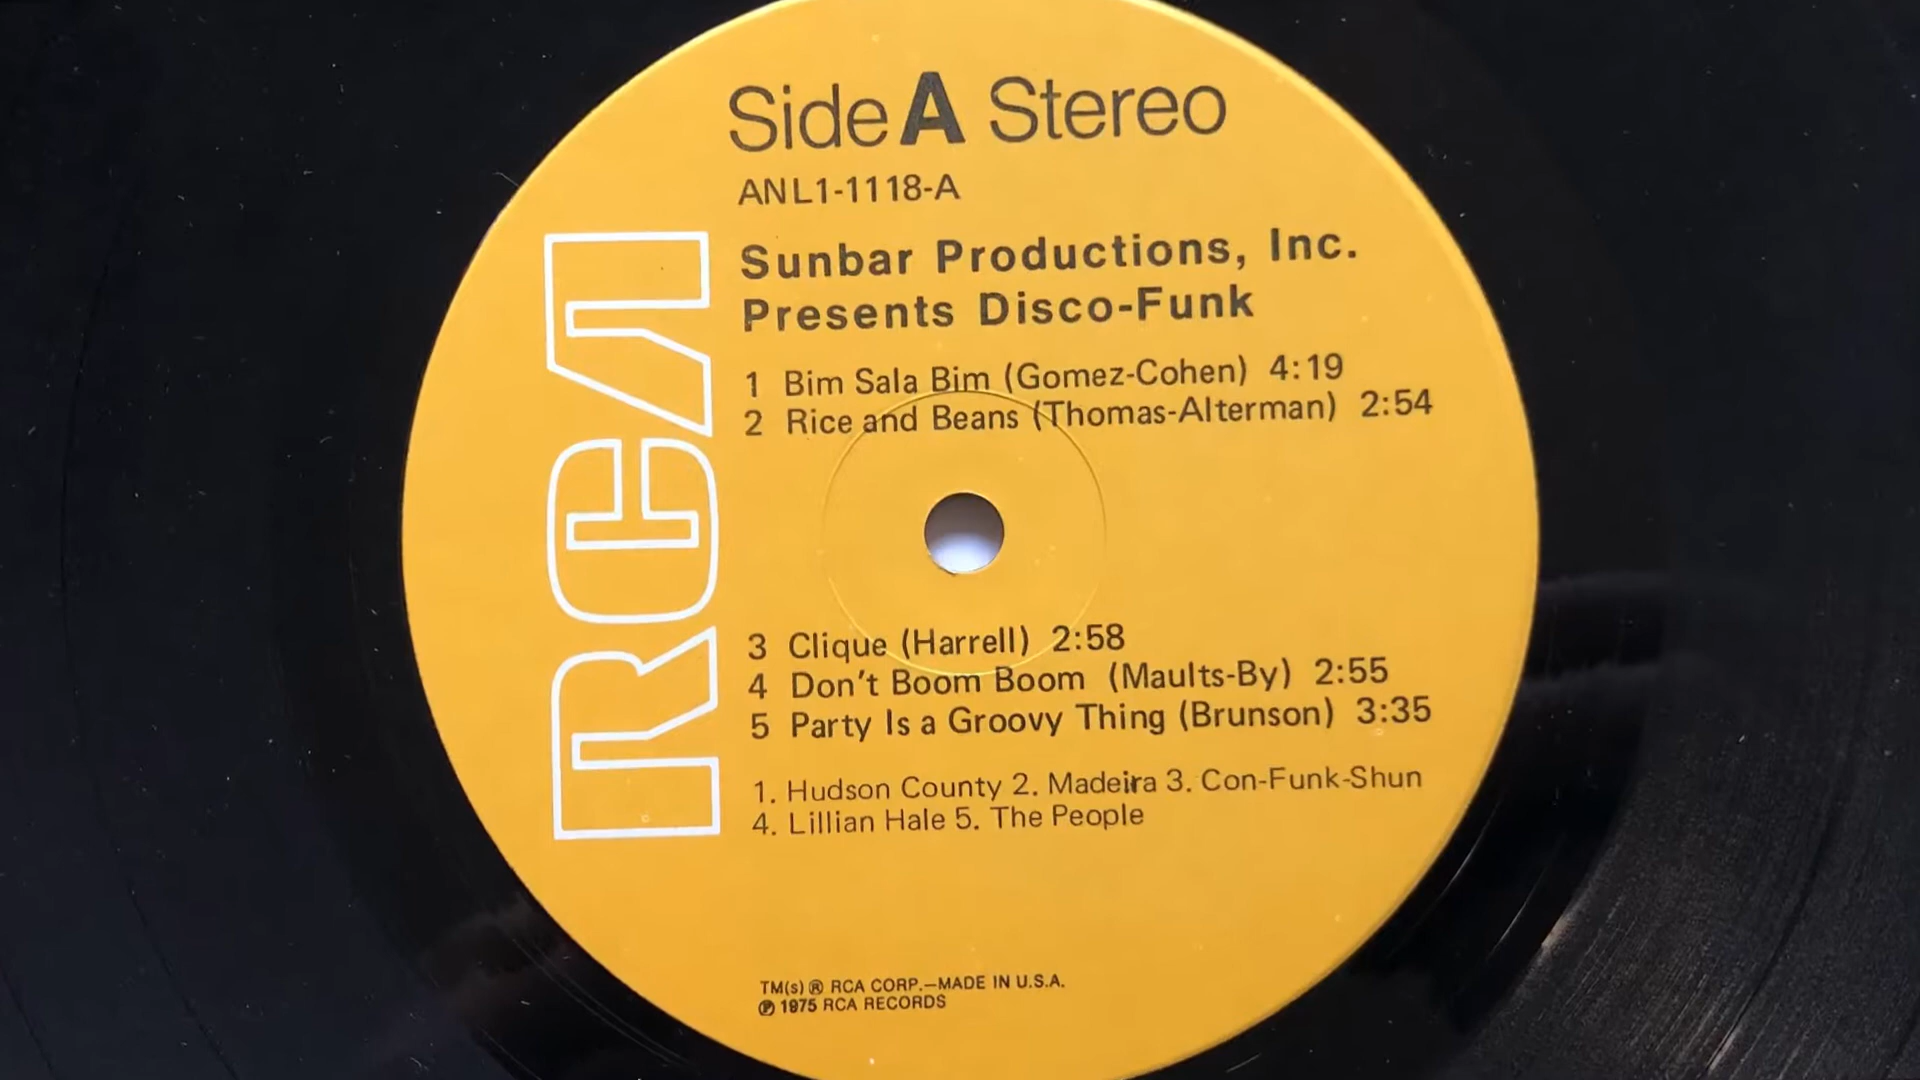 Side A Stereo
ANL1-1118-A
Sunbar Productions, Inc.
Presents Disco-Funk
1 Bim Sala Bim (Gomez-Cohen) 4:19
2 Rice and Beans (Thomas-Alterman) 2:54
RCA
3 Clique (Harrell) 2:58
4 Don't Boom Boom (Maults-By) 2:55
5 Party Is a Groovy Thing (Brunson) 3:35
1. Hudson County 2. Madeira 3. Con-Funk-Shun
4. Lillian Hale 5. The People
TM(s) ® RCA CORP.—MADE IN U.S.A.
℗ 1975 RCA RECORDS